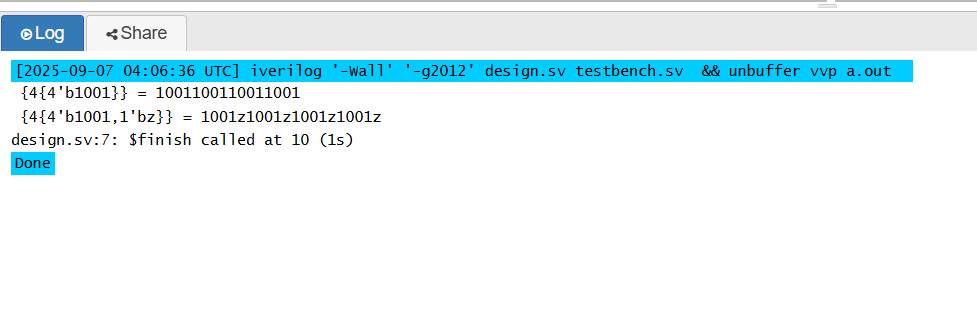 Log
Share
[2025-09-07 04:06:36 UTC] iverilog '-Wall' '-g2012' design.sv testbench.sv  && unbuffer vvp a.out
{4{4'b1001}} = 1001100110011001
{4{4'b1001,1'bz}} = 1001z1001z1001z1001z
design.sv:7: $finish called at 10 (1s)
Done